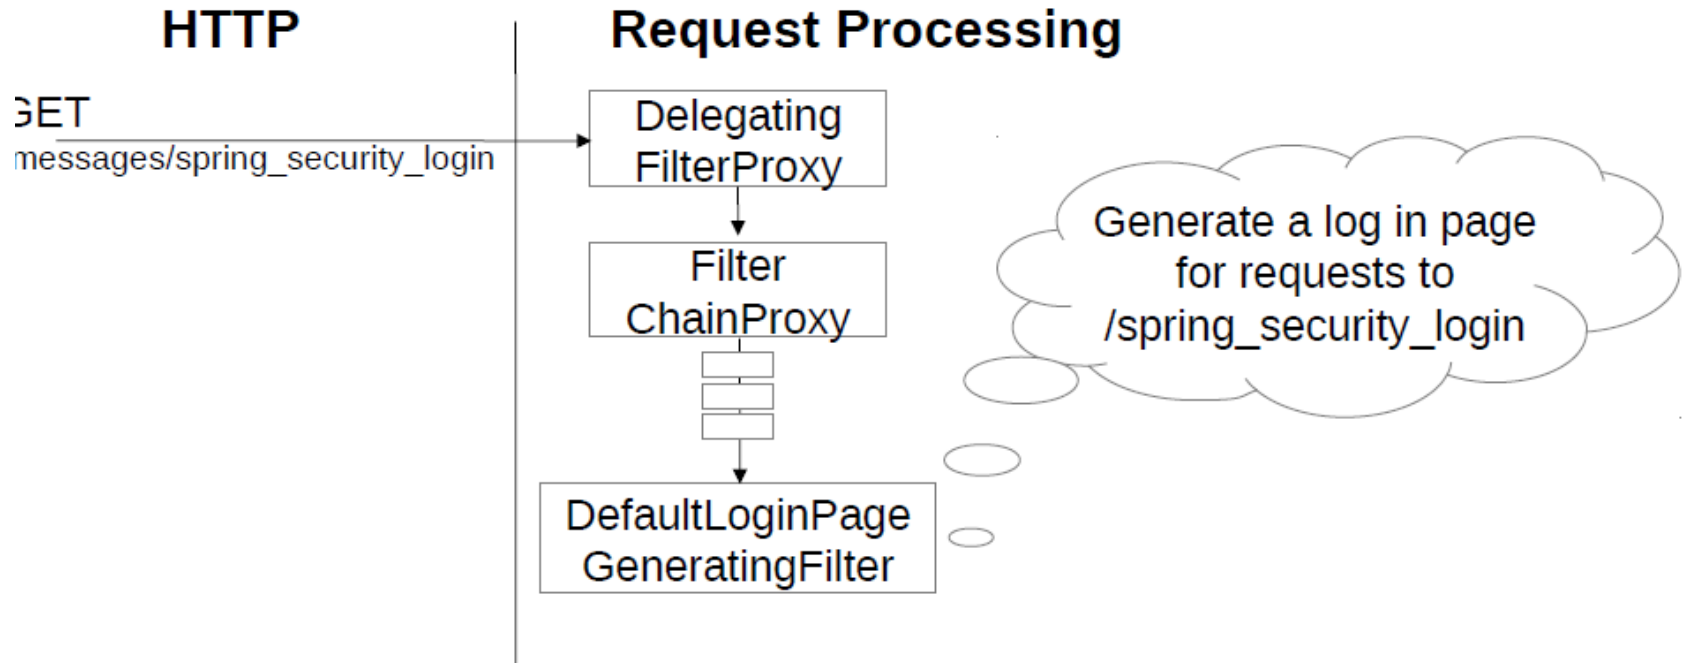 HTTP
Request Processing
GET
messages/spring_security_login
Delegating
FilterProxy
Filter
ChainProxy
DefaultLoginPage
GeneratingFilter
Generate a log in page
for requests to
/spring_security_login